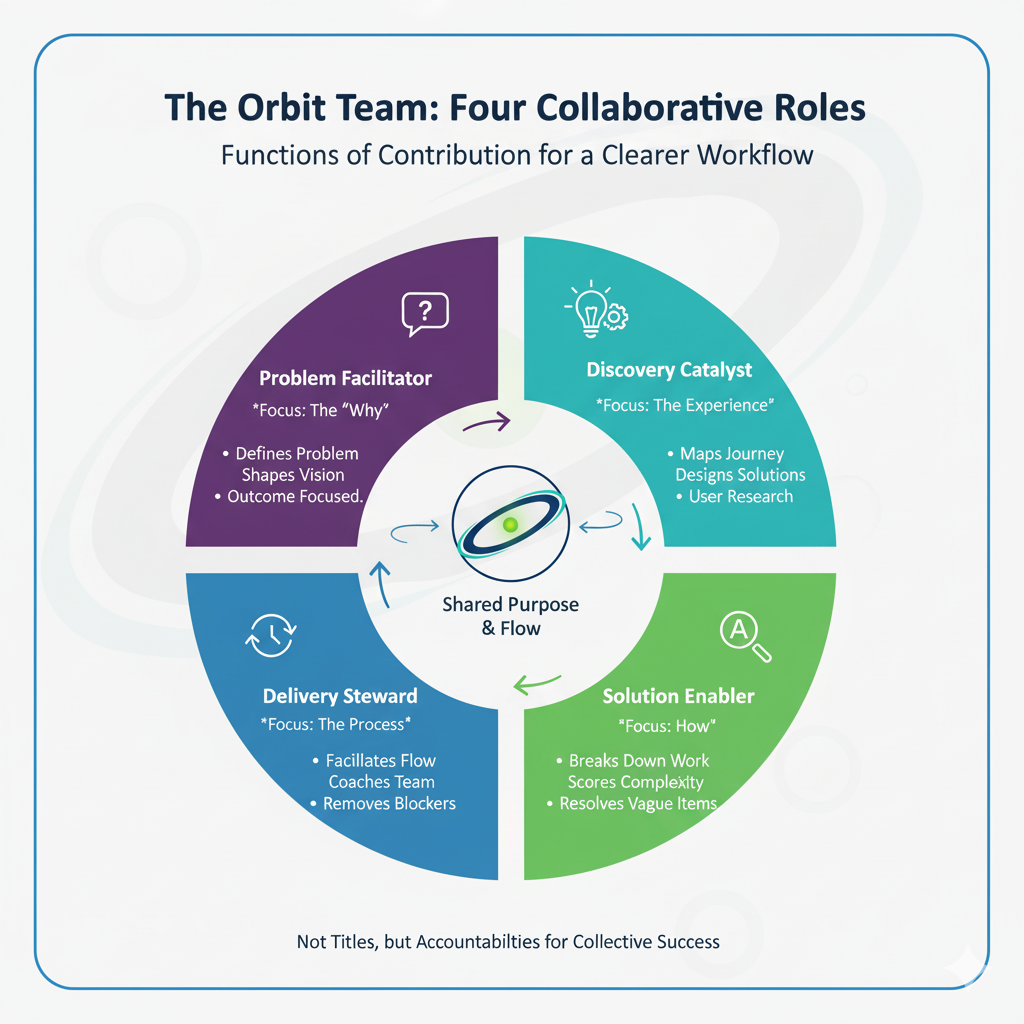 The Orbit Team: Four Collaborative Roles
Functions of Contribution for a Clearer Workflow
?
Problem Facilitator
*Focus: The “Why”
• Defines Problem
Shapes Vision
• Outcome Focused.
Discovery Catalyst
*Focus: The Experience"
• Maps Journey
Designs Solutions
• User Research
Shared Purpose
& Flow
Delivery Steward
*Focus: The Process*
• Facillates Flow
Coaches Team
• Removes Blockers
A
Solution Enabler
*Focus: How"
• Breaks Down Work
Scores Complexity
• Resolves Vague Items
Not Titles, but Accountabilties for Collective Success